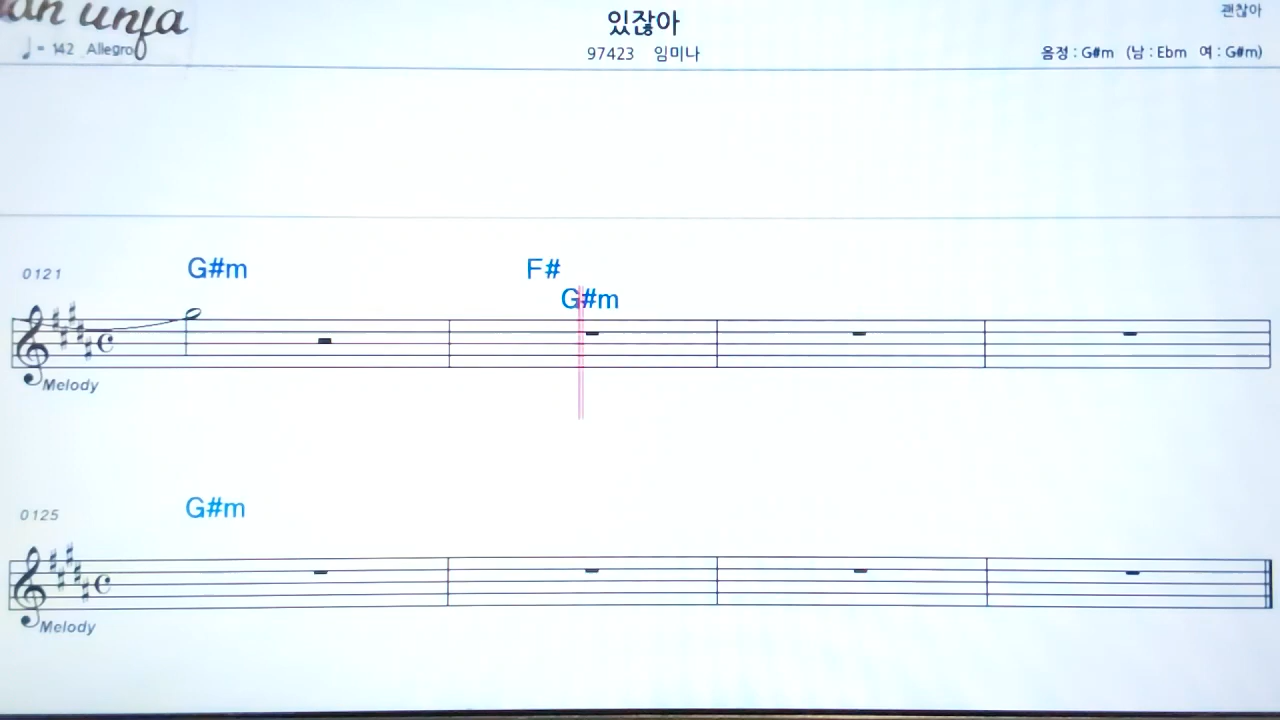 있잖아
괜찮아
♩ = 142 Allegro
97423 임미나
음정 : G#m (남 : Ebm 여 : G#m)
0121
G#m
F#
G#m
Melody
0125
G#m
Melody